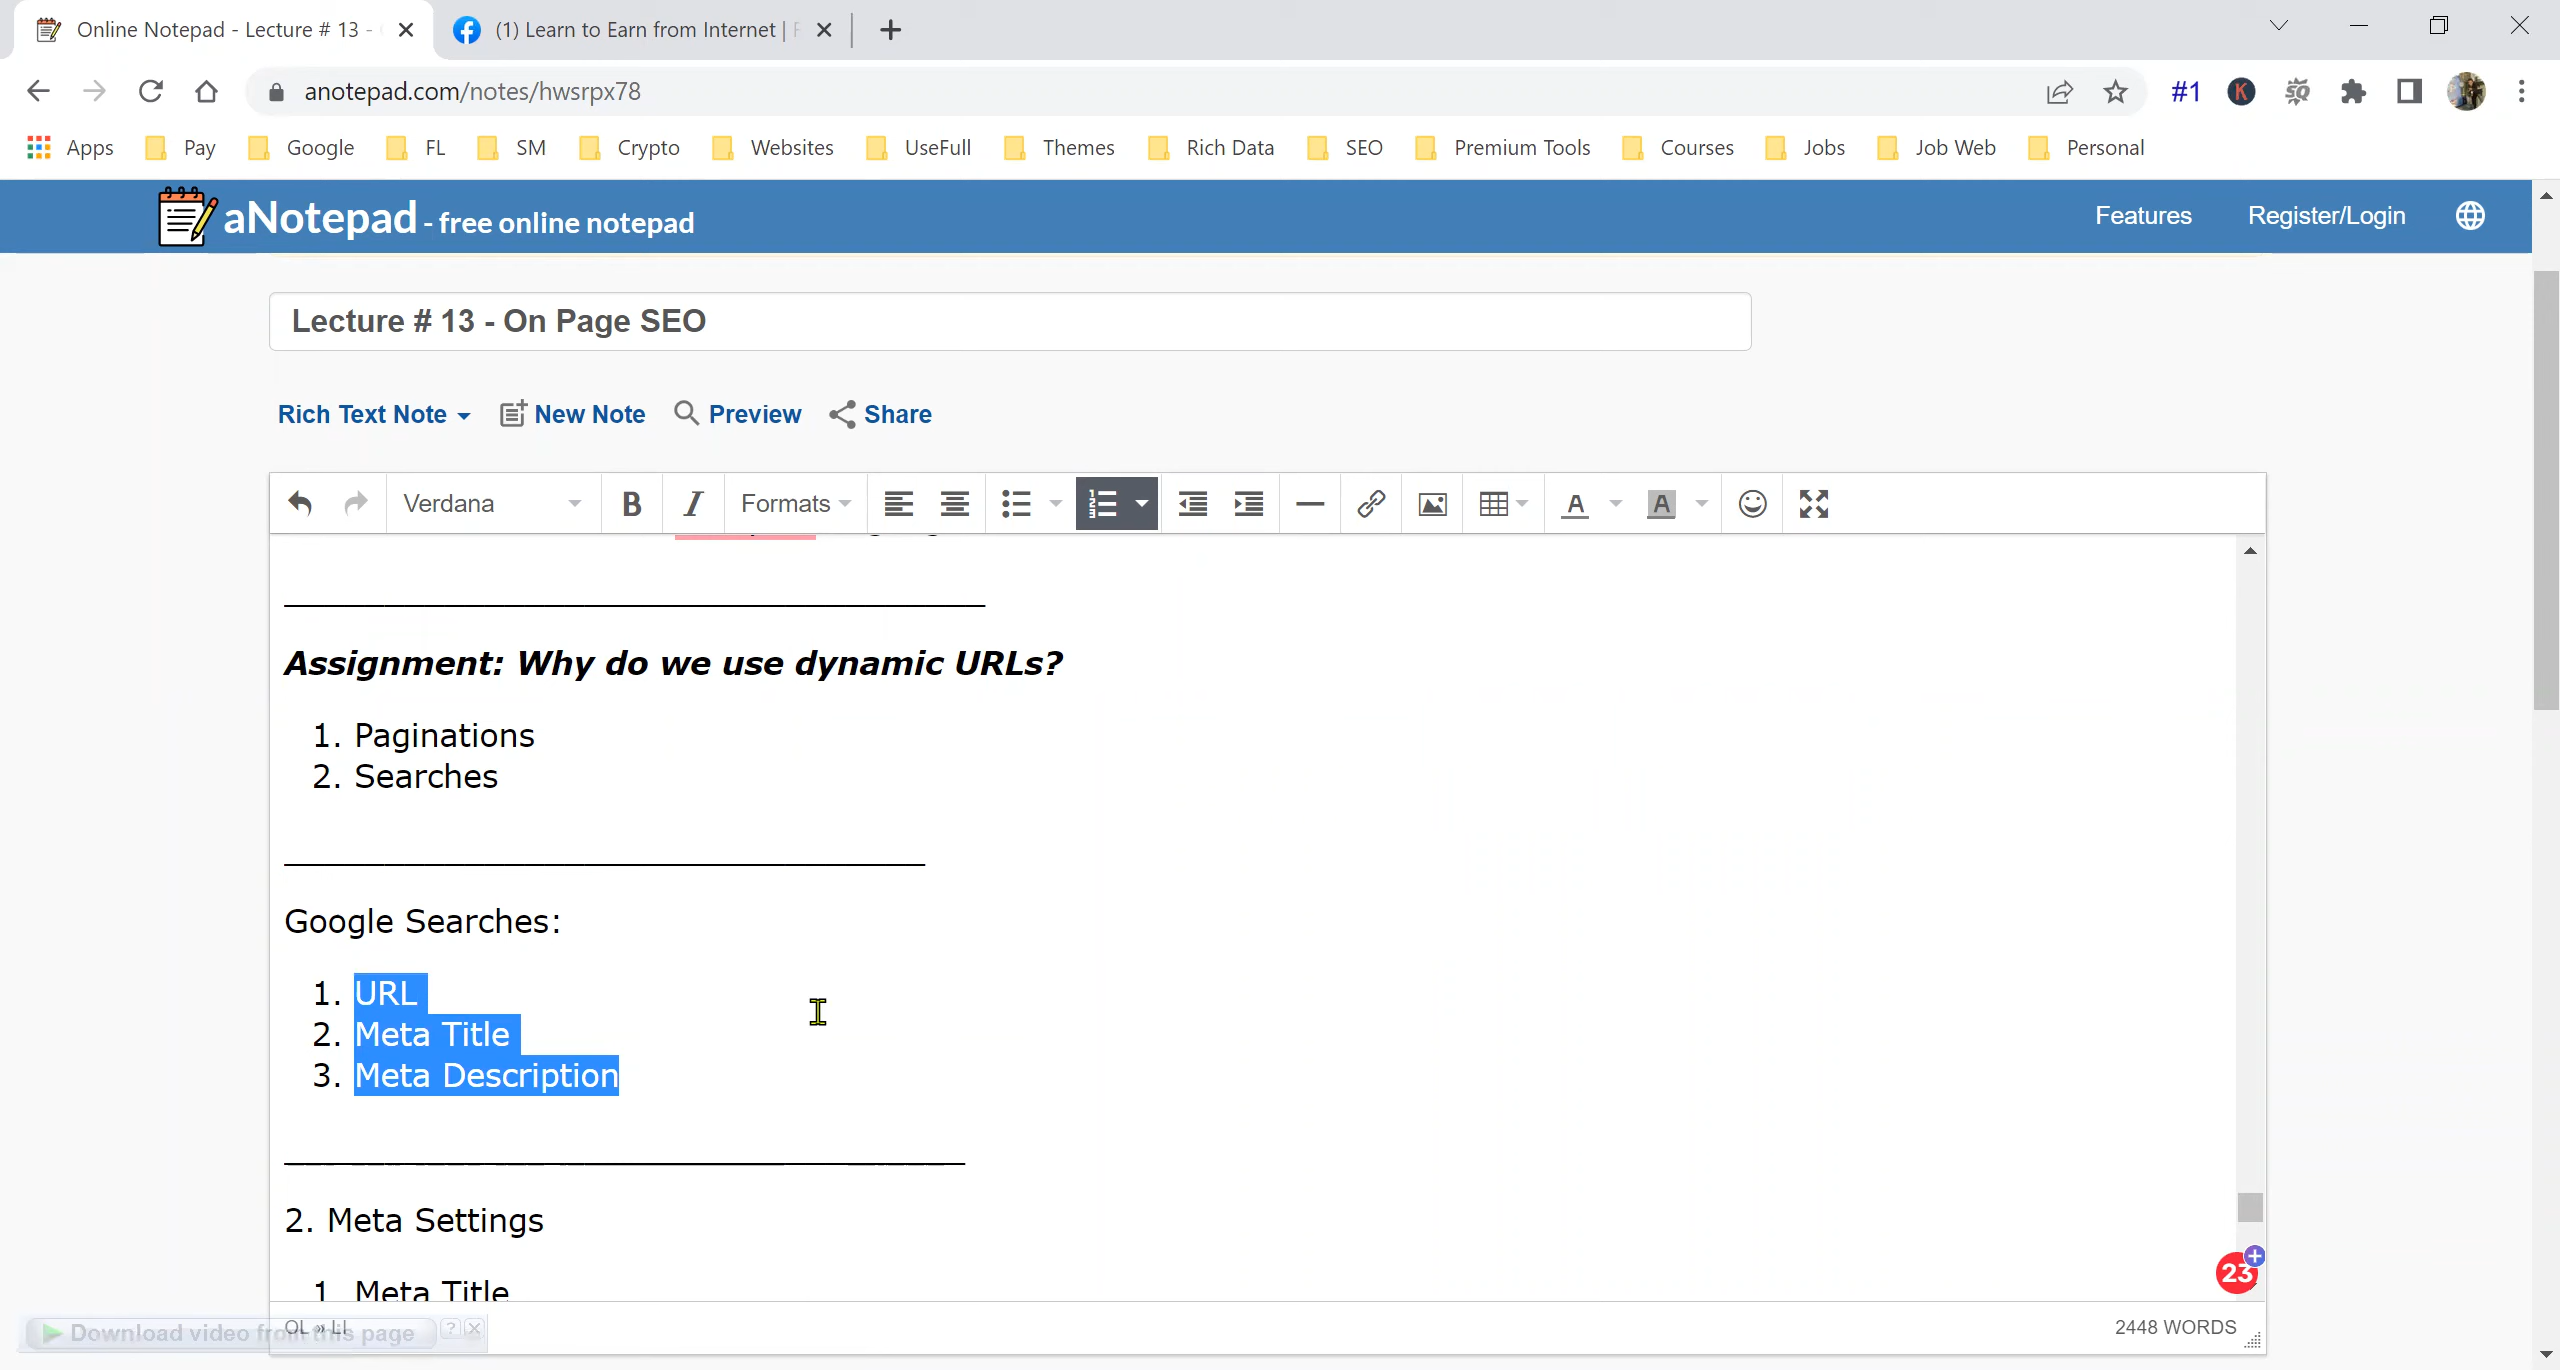 Online Notepad - Lecture # 13 -
(1) Learn to Earn from Internet | F
anotepad.com/notes/hwsrpx78
#1
K
SQ
Apps
Pay
Google
FL
SM
Crypto
Websites
UseFull
Themes
Rich Data
SEO
Premium Tools
Courses
Jobs
Job Web
Personal
aNotepad - free online notepad
Features
Register/Login
Lecture # 13 - On Page SEO
Rich Text Note
New Note
Preview
Share
Verdana
B
I
Formats
A
A
Assignment: Why do we use dynamic URLs?
1. Paginations
2. Searches
Google Searches:
1. URL
2. Meta Title
3. Meta Description
2. Meta Settings
1. Meta Title
23
+
Download video from this page
?
OL » LI
2448 WORDS